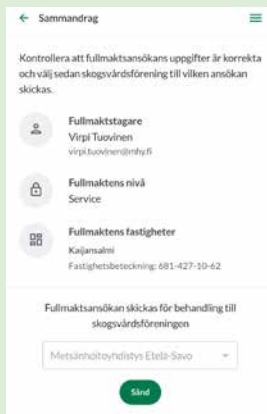 Sammandrag
Kontrollera att fullmaktsansökans uppgifter är korrekta
och välj sedan skogsvårdsförening till vilken ansökan
skickas.
Fullmaktstagare
Virpi Tuovinen
virpi.tuovinen@mhy.fi
Fullmaktens nivå
Service
Fullmaktens fastigheter
Kaijansalmi
Fastighetsbeteckning: 681-427-10-62
Fullmaktsansökan skickas för behandling till
skogsvårdsföreningen
Metsänhoitoyhdistys Etelä-Savo
Sänd